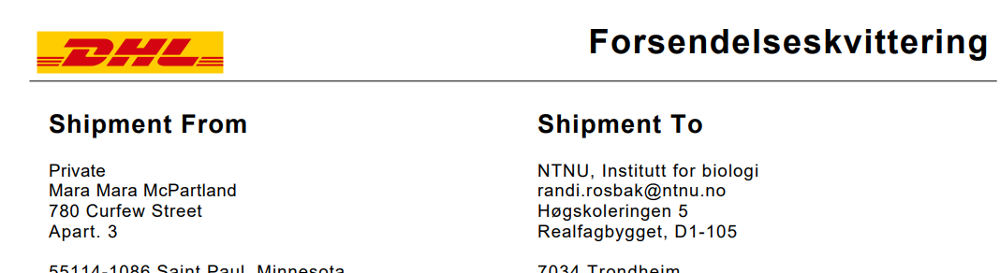 DHL
Forsendelseskvittering
Shipment From
Private
Mara Mara McPartland
780 Curfew Street
Apart. 3
55114-1086 Saint Paul, Minnesota
Shipment To
NTNU, Institutt for biologi
randi.rosbak@ntnu.no
Høgskoleringen 5
Realfagbygget, D1-105
7034 Trondheim